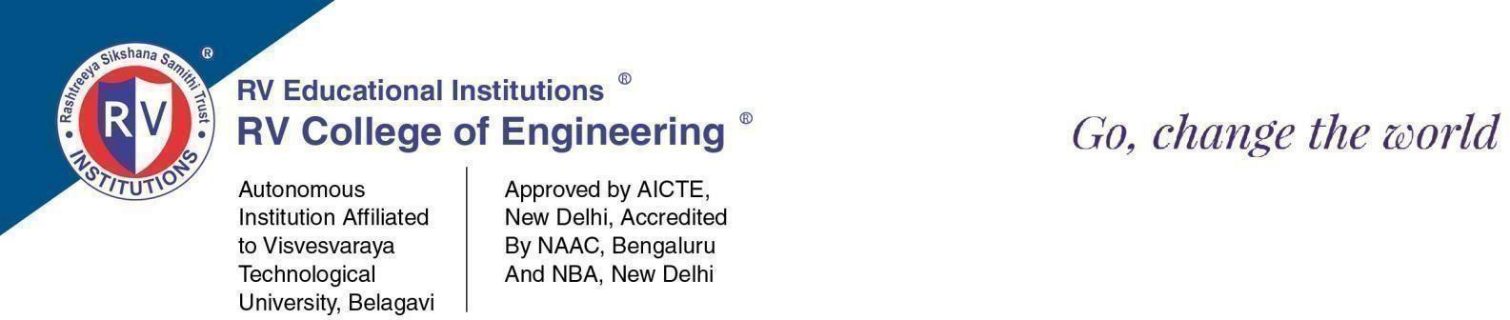 Rashtreeya Sikshana Samithi Trust
RV
INSTITUTIONS
®
RV Educational Institutions ®
RV College of Engineering ®
Autonomous
Institution Affiliated
to Visvesvaraya
Technological
University, Belagavi
Approved by AICTE,
New Delhi, Accredited
By NAAC, Bengaluru
And NBA, New Delhi
Go, change the world